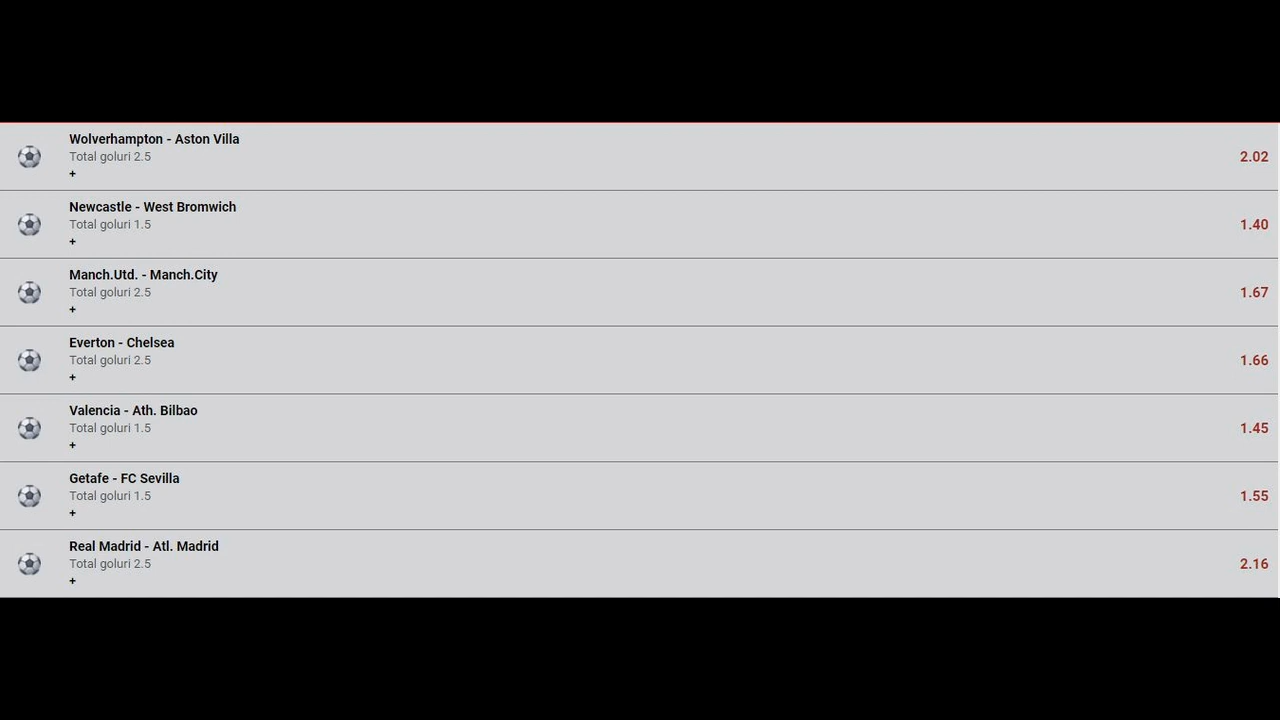 Wolverhampton - Aston Villa
Total goluri 2.5
2.02
+
Newcastle - West Bromwich
Total goluri 1.5
1.40
+
Manch.Utd. - Manch.City
Total goluri 2.5
1.67
+
Everton - Chelsea
Total goluri 2.5
1.66
+
Valencia - Ath. Bilbao
Total goluri 1.5
1.45
+
Getafe - FC Sevilla
Total goluri 1.5
1.55
+
Real Madrid - Atl. Madrid
Total goluri 2.5
2.16
+